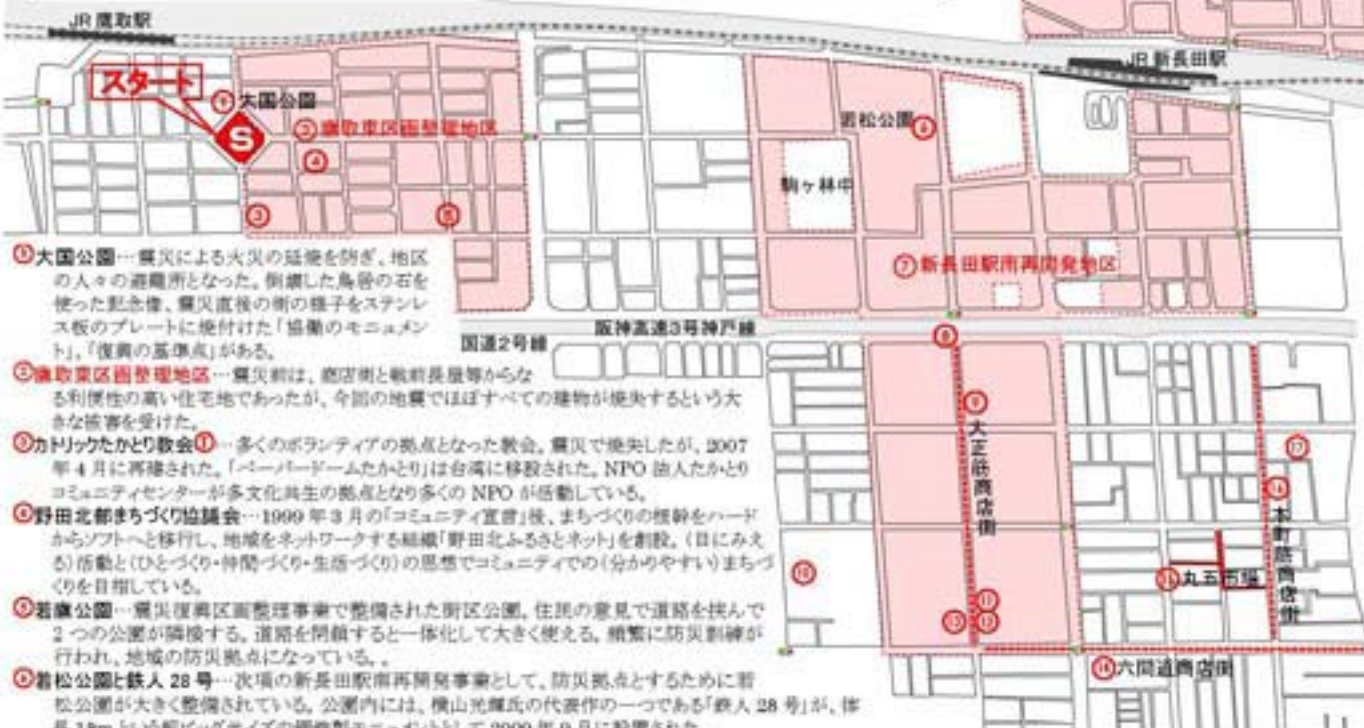 JR 鷹取駅
JR 新長田駅
スタート
S
①大国公園
②鷹取東区画整理地区
④
③
⑤
若松公園⑥
駒ヶ林中
⑦新長田駅南再開発地区
①大国公園…震災による火災の延焼を防ぎ、地区
の人々の避難所となった。倒壊した鳥居の石を
使った記念像、震災直後の街の様子をステンレ
ス板のプレートに焼付けた「協働のモニュメン
ト」、「復興の基準点」がある。
阪神高速3号神戸線
国道2号線
②鷹取東区画整理地区…震災前は、商店街と戦前長屋等からな
る利便性の高い住宅地であったが、今回の地震でほぼすべての建物が焼失するという大
きな被害を受けた。
③カトリックたかとり教会①…多くのボランティアの拠点となった教会。震災で焼失したが、2007
年4月に再建された。「ペーパードームたかとり」は台湾に移設された。NPO 法人たかとり
コミュニティセンターが多文化共生の拠点となり多くの NPO が活動している。
④野田北部まちづくり協議会…1999 年 3 月の「コミュニティ宣言」後、まちづくりの根幹をハード
からソフトへと移行し、地域をネットワークする組織「野田北ふるさとネット」を創設。(目にみえ
る)活動と(ひとづくり・仲間づくり・生活づくり)の思想でコミュニティでの(分かりやすい)まちづ
くりを目指している。
⑤若鷹公園…震災復興区画整理事業で整備された街区公園。住民の意見で道路を挟んで
2 つの公園が隣接する。道路を閉鎖すると一体化して大きく使える。頻繁に防災訓練が
行われ、地域の防災拠点になっている。。
⑥若松公園と鉄人 28 号…次項の新長田駅南再開発事業として、防災拠点とするために若
松公園が大きく整備されている。公園内には、横山光輝氏の代表作の一つである「鉄人 28 号」が、体
⑧
⑨
大正筋商店街
⑩
⑪
⑫
⑬
⑰
⑯
本町筋商店街
⑮丸五市場
⑭六間道商店街